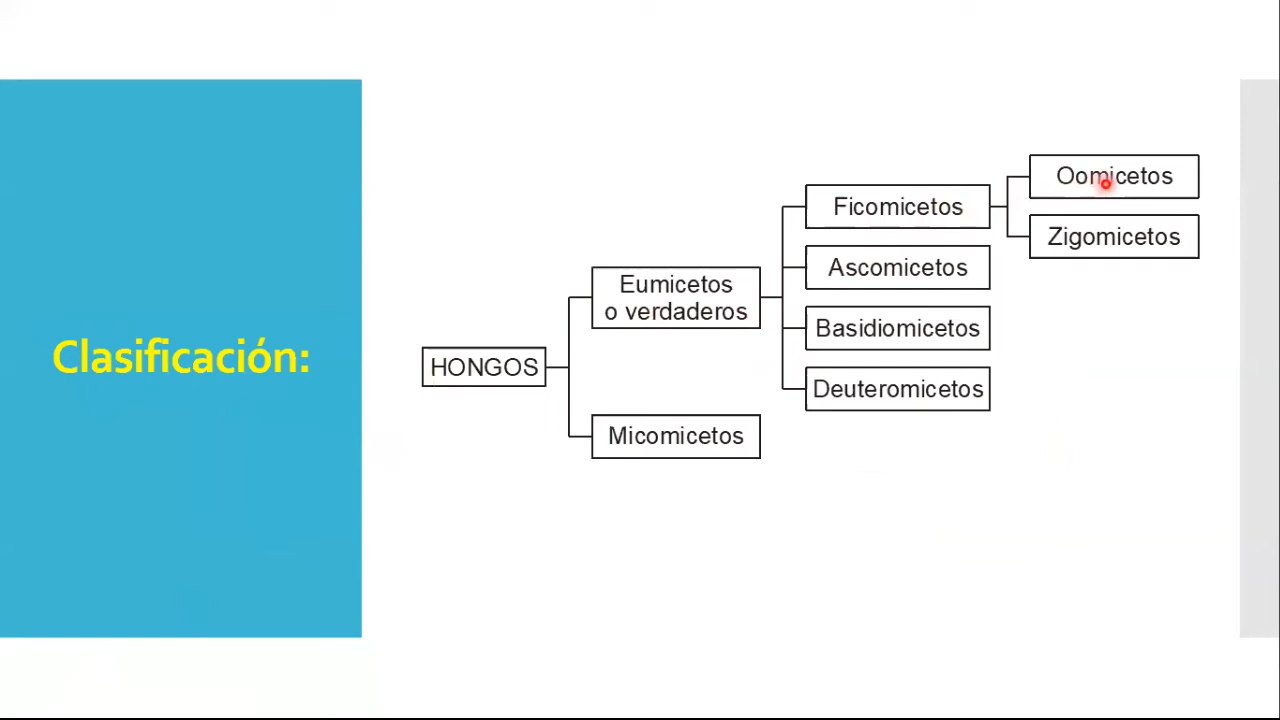 Clasificación:
HONGOS
Eumicetos
o verdaderos
Micomicetos
Ficomicetos
Ascomicetos
Basidiomicetos
Deuteromicetos
Oomicetos
Zigomicetos